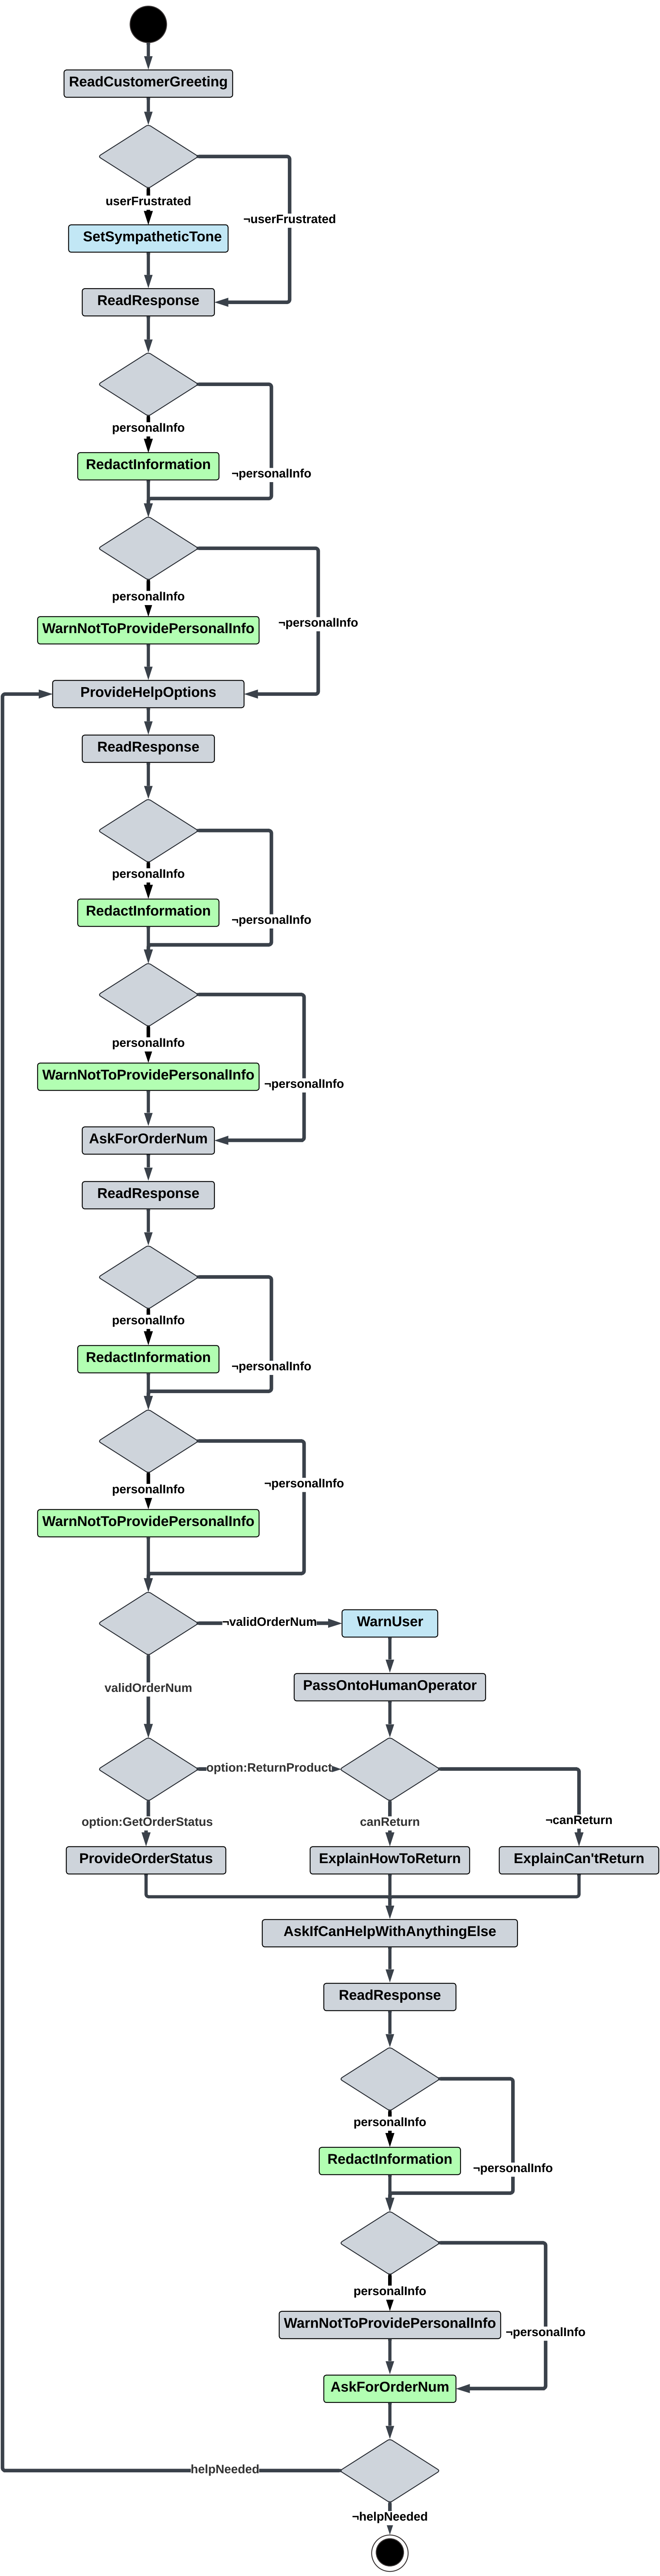 ReadCustomerGreeting
userFrustrated
¬userFrustrated
SetSympatheticTone
ReadResponse
personalInfo
RedactInformation
¬personalInfo
personalInfo
¬personalInfo
WarnNotToProvidePersonalInfo
ProvideHelpOptions
ReadResponse
personalInfo
RedactInformation
¬personalInfo
personalInfo
WarnNotToProvidePersonalInfo
¬personalInfo
AskForOrderNum
ReadResponse
personalInfo
RedactInformation
¬personalInfo
personalInfo
¬personalInfo
WarnNotToProvidePersonalInfo
¬validOrderNum
WarnUser
validOrderNum
PassOntoHumanOperator
option:ReturnProduct
option:GetOrderStatus
canReturn
¬canReturn
ProvideOrderStatus
ExplainHowToReturn
ExplainCan'tReturn
AskIfCanHelpWithAnythingElse
ReadResponse
personalInfo
RedactInformation
¬personalInfo
personalInfo
WarnNotToProvidePersonalInfo
¬personalInfo
AskForOrderNum
helpNeeded
¬helpNeeded